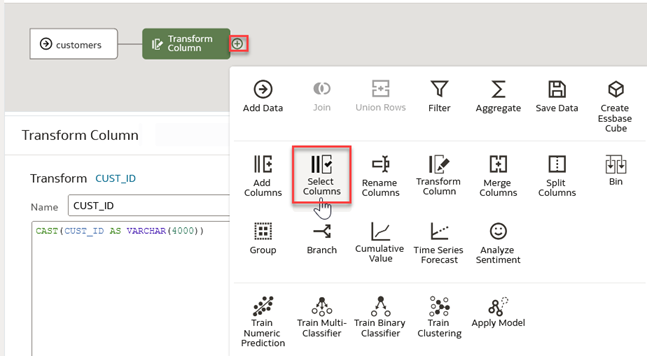 customers
Transform
Column
Add Data
Join
Union Rows
Filter
Aggregate
Save Data
Create
Essbase
Cube
Transform Column
Transform CUST_ID
Name CUST_ID
CAST(CUST_ID AS VARCHAR(4000))
Add
Columns
Select
Columns
Rename
Columns
Transform
Column
Merge
Columns
Split
Columns
Bin
Group
Branch
Cumulative
Value
Time Series
Forecast
Analyze
Sentiment
Train
Numeric
Prediction
Train Multi-
Classifier
Train Binary
Classifier
Train
Clustering
Apply Model